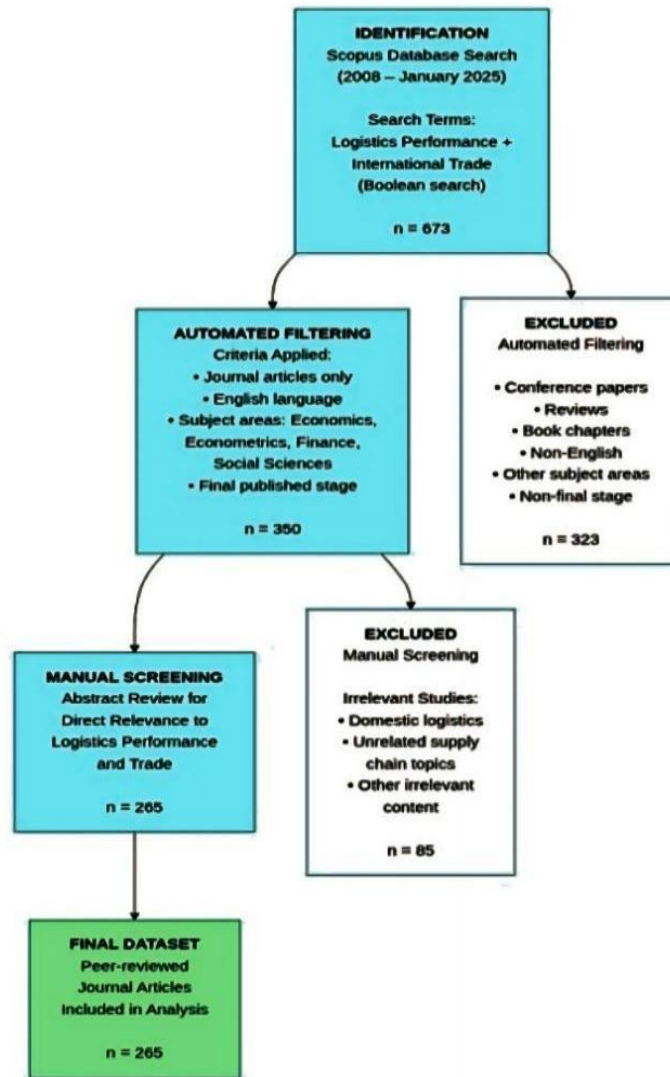 IDENTIFICATION
Scopus Database Search
(2008 – January 2025)
Search Terms:
Logistics Performance +
International Trade
(Boolean search)
n = 673
AUTOMATED FILTERING
Criteria Applied:
• Journal articles only
• English language
• Subject areas: Economics,
Econometrics, Finance,
Social Sciences
• Final published stage
n = 350
EXCLUDED
Automated Filtering
• Conference papers
• Reviews
• Book chapters
• Non-English
• Other subject areas
• Non-final stage
n = 323
MANUAL SCREENING
Abstract Review for
Direct Relevance to
Logistics Performance
and Trade
n = 265
EXCLUDED
Manual Screening
Irrelevant Studies:
• Domestic logistics
• Unrelated supply
chain topics
• Other irrelevant
content
n = 85
FINAL DATASET
Peer-reviewed
Journal Articles
Included in Analysis
n = 265